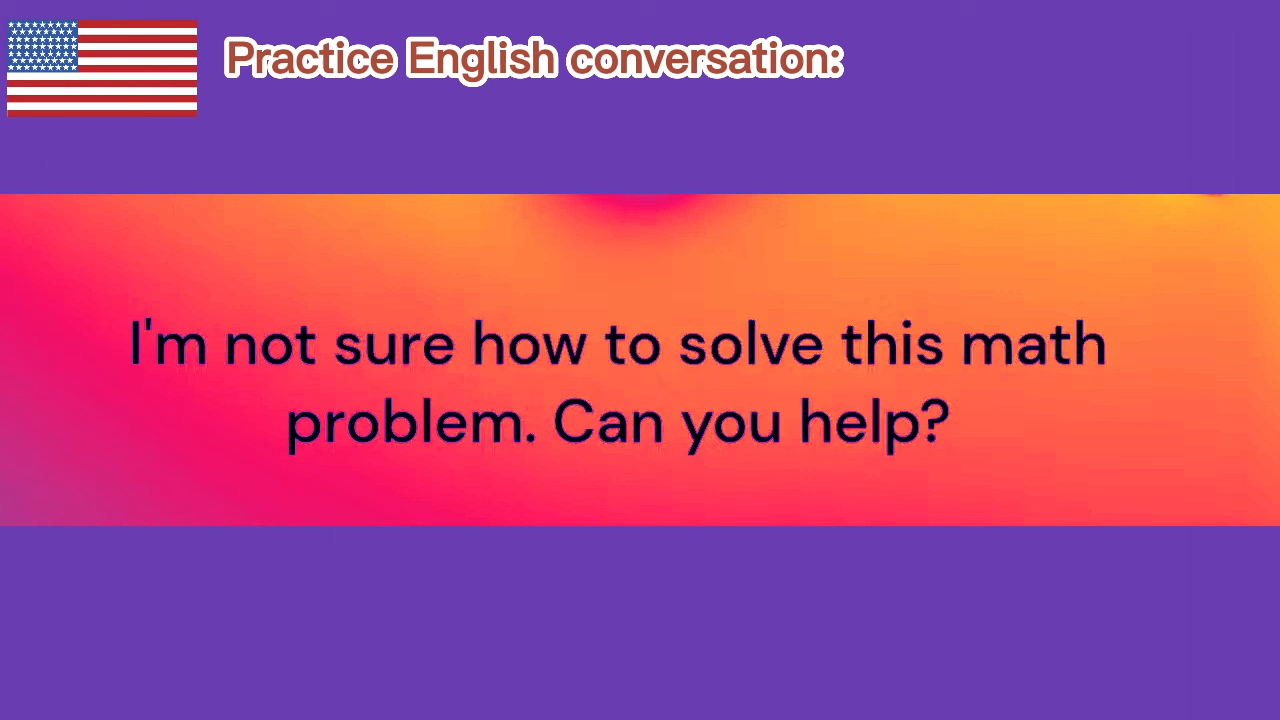 Practice English conversation:
I'm not sure how to solve this math
problem. Can you help?